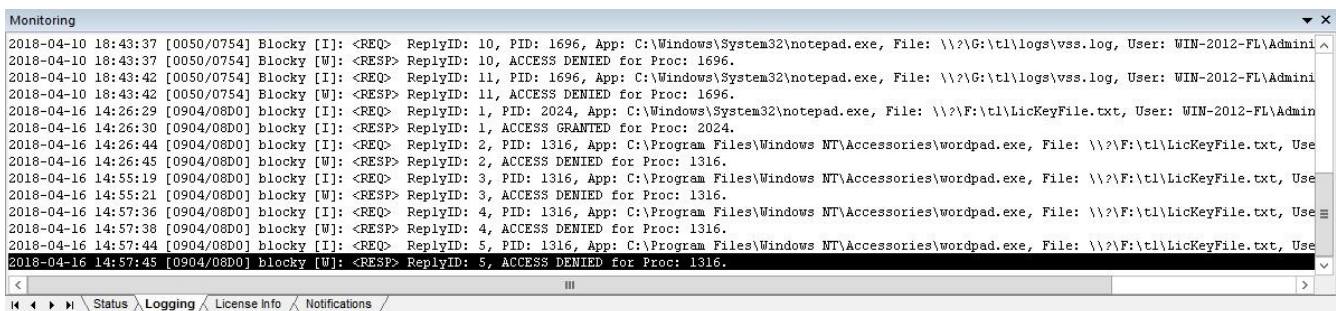 Monitoring
2018-04-10 18:43:37 [0050/0754] Blocky [I]: <REQ> ReplyID: 10, PID: 1696, App: C:\Windows\System32\notepad.exe, File: \\?\G:\tl\logs\vss.log, User: WIN-2012-FL\Admini
2018-04-10 18:43:37 [0050/0754] Blocky [W]: <RESP> ReplyID: 10, ACCESS DENIED for Proc: 1696.
2018-04-10 18:43:42 [0050/0754] Blocky [I]: <REQ> ReplyID: 11, PID: 1696, App: C:\Windows\System32\notepad.exe, File: \\?\G:\tl\logs\vss.log, User: WIN-2012-FL\Admini
2018-04-10 18:43:42 [0050/0754] Blocky [W]: <RESP> ReplyID: 11, ACCESS DENIED for Proc: 1696.
2018-04-16 14:26:29 [0904/08D0] blocky [I]: <REQ> ReplyID: 1, PID: 2024, App: C:\Windows\System32\notepad.exe, File: \\?\F:\tl\LicKeyFile.txt, User: WIN-2012-FL\Admin
2018-04-16 14:26:30 [0904/08D0] blocky [I]: <RESP> ReplyID: 1, ACCESS GRANTED for Proc: 2024.
2018-04-16 14:26:44 [0904/08D0] blocky [I]: <REQ> ReplyID: 2, PID: 1316, App: C:\Program Files\Windows NT\Accessories\wordpad.exe, File: \\?\F:\tl\LicKeyFile.txt, Use
2018-04-16 14:26:45 [0904/08D0] blocky [W]: <RESP> ReplyID: 2, ACCESS DENIED for Proc: 1316.
2018-04-16 14:55:19 [0904/08D0] blocky [I]: <REQ> ReplyID: 3, PID: 1316, App: C:\Program Files\Windows NT\Accessories\wordpad.exe, File: \\?\F:\tl\LicKeyFile.txt, Use
2018-04-16 14:55:21 [0904/08D0] blocky [W]: <RESP> ReplyID: 3, ACCESS DENIED for Proc: 1316.
2018-04-16 14:57:36 [0904/08D0] blocky [I]: <REQ> ReplyID: 4, PID: 1316, App: C:\Program Files\Windows NT\Accessories\wordpad.exe, File: \\?\F:\tl\LicKeyFile.txt, Use
2018-04-16 14:57:38 [0904/08D0] blocky [W]: <RESP> ReplyID: 4, ACCESS DENIED for Proc: 1316.
2018-04-16 14:57:44 [0904/08D0] blocky [I]: <REQ> ReplyID: 5, PID: 1316, App: C:\Program Files\Windows NT\Accessories\wordpad.exe, File: \\?\F:\tl\LicKeyFile.txt, Use
2018-04-16 14:57:45 [0904/08D0] blocky [W]: <RESP> ReplyID: 5, ACCESS DENIED for Proc: 1316.
Status Logging License Info Notifications